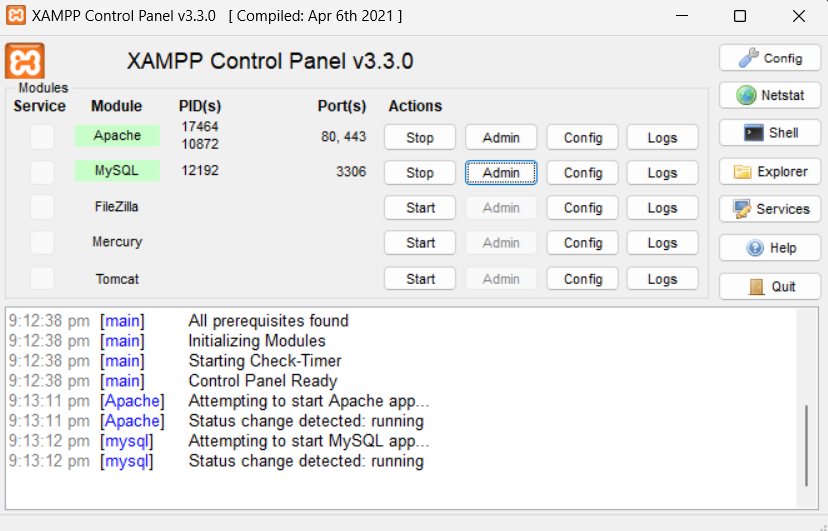 XAMPP Control Panel v3.3.0 [ Compiled: Apr 6th 2021 ]
XAMPP Control Panel v3.3.0
Config
Modules
Service Module PID(s) Port(s) Actions
Netstat
Apache 17464 10872 80, 443 Stop Admin Config Logs
Shell
MySQL 12192 3306 Stop Admin Config Logs
Explorer
FileZilla Start Admin Config Logs
Services
Mercury Start Admin Config Logs
Help
Tomcat Start Admin Config Logs
Quit
9:12:38 pm [main] All prerequisites found
9:12:38 pm [main] Initializing Modules
9:12:38 pm [main] Starting Check-Timer
9:12:38 pm [main] Control Panel Ready
9:13:11 pm [Apache] Attempting to start Apache app...
9:13:11 pm [Apache] Status change detected: running
9:13:12 pm [mysql] Attempting to start MySQL app...
9:13:12 pm [mysql] Status change detected: running